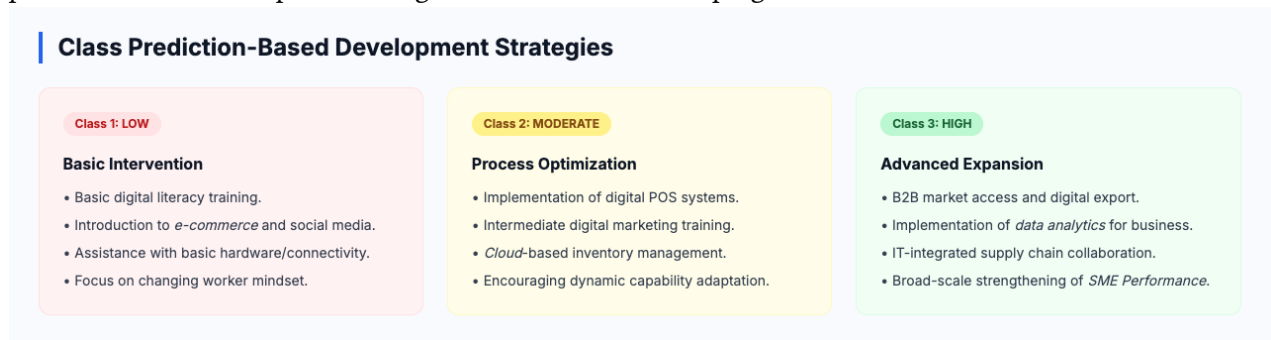 Class Prediction-Based Development Strategies
Class 1: LOW
Basic Intervention
• Basic digital literacy training.
• Introduction to e-commerce and social media.
• Assistance with basic hardware/connectivity.
• Focus on changing worker mindset.
Class 2: MODERATE
Process Optimization
• Implementation of digital POS systems.
• Intermediate digital marketing training.
• Cloud-based inventory management.
• Encouraging dynamic capability adaptation.
Class 3: HIGH
Advanced Expansion
• B2B market access and digital export.
• Implementation of data analytics for business.
• IT-integrated supply chain collaboration.
• Broad-scale strengthening of SME Performance.